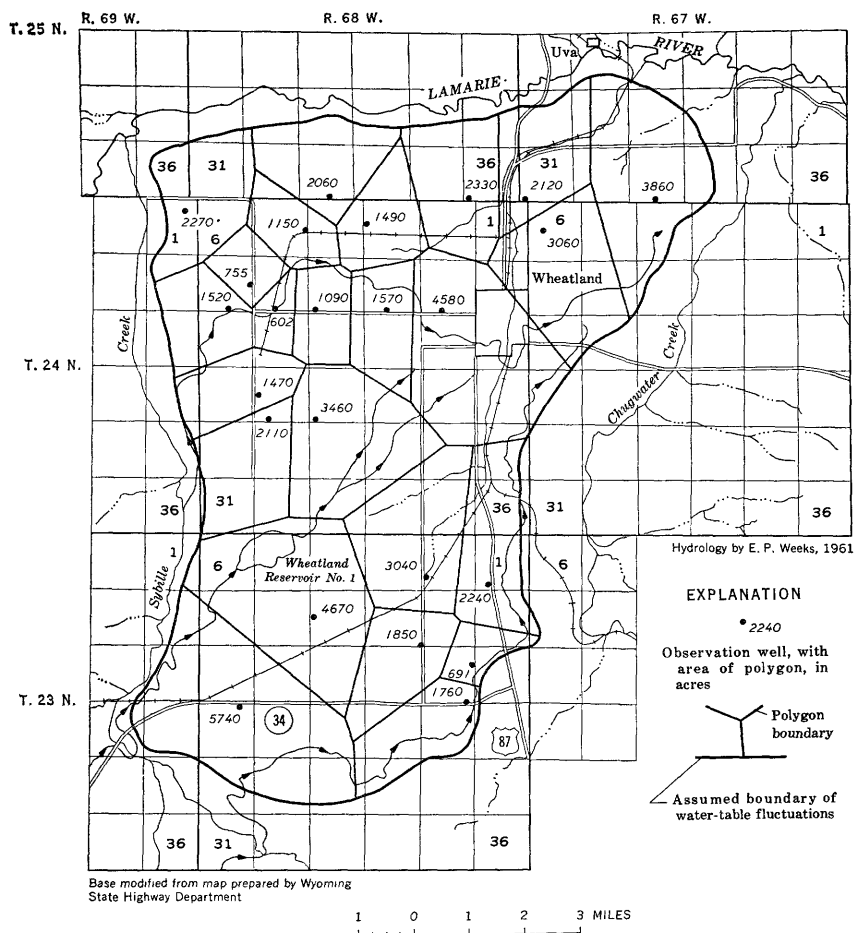 R. 69 W. R. 68 W. R. 67 W.
T. 25 N.
Uva
RIVER
LAMARIE
36 31 36 31 36
2060 2330 2120 3860
2270 1150 1490 1 6 1
1 6 3060
755 Wheatland
1520 1090 1570 4580
602
Creek
Creek
T. 24 N.
Chugwater
1470
3460
2110
31
36 36 31 36
Hydrology by E. P. Weeks, 1961
1 6 1 6
Wheatland
Reservoir No. 1
3040
Sybille
2240
4670
1850
691
T. 23 N.
1760
5740 34
87
36 31 36
EXPLANATION
2240
Observation well, with
area of polygon, in
acres
Polygon
boundary
Assumed boundary of
water-table fluctuations
Base modified from map prepared by Wyoming
State Highway Department
1 0 1 2 3 MILES